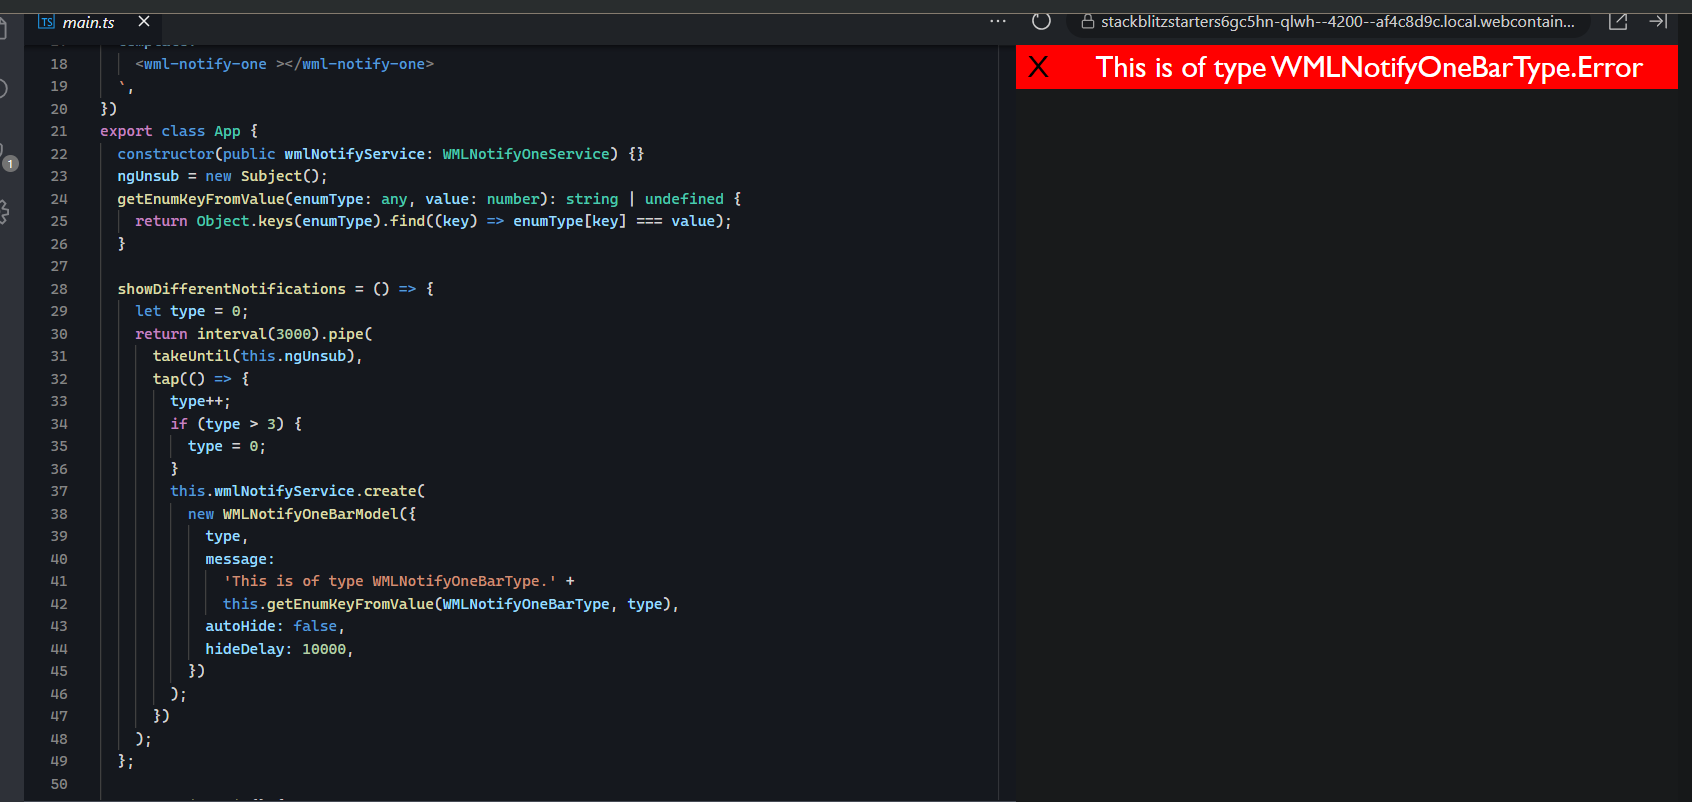 TS main.ts
18 <wml-notify-one ></wml-notify-one>
19 `,
20 })
21 export class App {
22 constructor(public wmlNotifyService: WMLNotifyOneService) {}
23 ngUnsub = new Subject();
24 getEnumKeyFromValue(enumType: any, value: number): string | undefined {
25 return Object.keys(enumType).find((key) => enumType[key] === value);
26 }
27
28 showDifferentNotifications = () => {
29 let type = 0;
30 return interval(3000).pipe(
31 takeUntil(this.ngUnsub),
32 tap(() => {
33 type++;
34 if (type > 3) {
35 type = 0;
36 }
37 this.wmlNotifyService.create(
38 new WMLNotifyOneBarModel({
39 type,
40 message:
41 'This is of type WMLNotifyOneBarType.' +
42 this.getEnumKeyFromValue(WMLNotifyOneBarType, type),
43 autoHide: false,
44 hideDelay: 10000,
45 })
46 );
47 })
48 );
49 };
50
1
stackblitzstarters6gc5hn-qlwh--4200--af4c8d9c.local.webcontain...
X This is of type WMLNotifyOneBarType.Error